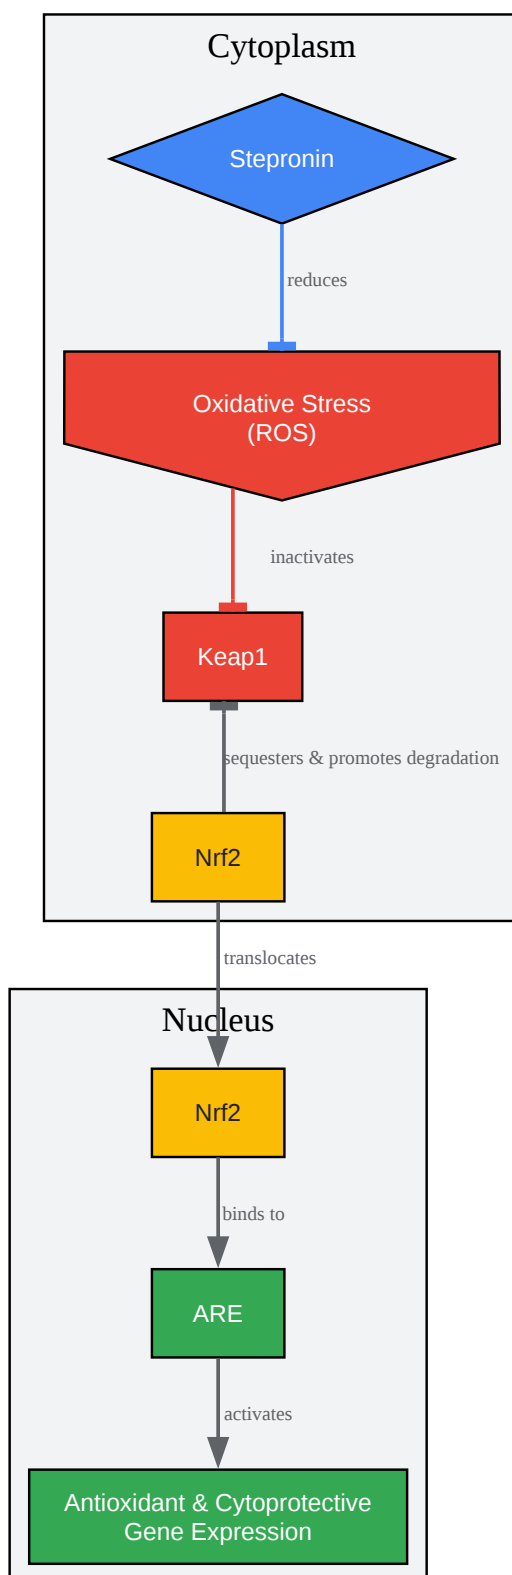 Cytoplasm
Stepronin
reduces
Oxidative Stress
(ROS)
inactivates
Keap1
sequesters & promotes degradation
Nrf2
translocates
Nucleus
Nrf2
binds to
ARE
activates
Antioxidant & Cytoprotective
Gene Expression